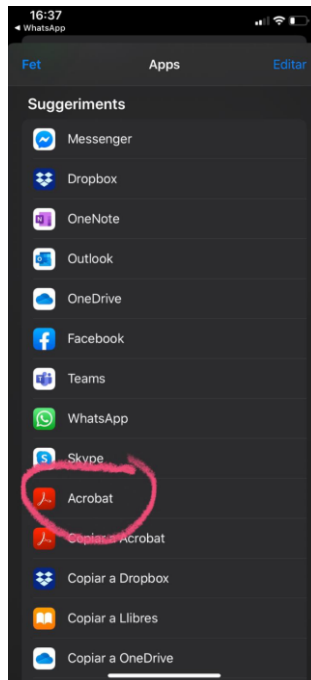 16:37
◀ WhatsApp
Fet Apps Editar
Suggeriments
Messenger
Dropbox
OneNote
Outlook
OneDrive
Facebook
Teams
WhatsApp
Skype
Acrobat
Copiar a Acrobat
Copiar a Dropbox
Copiar a Llibres
Copiar a OneDrive